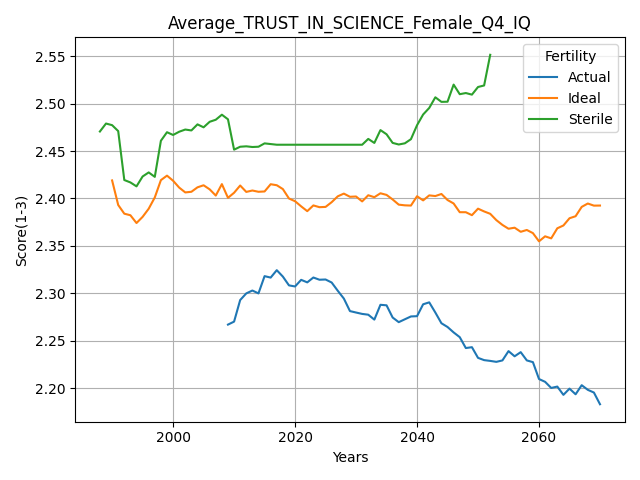 Average_TRUST_IN_SCIENCE_Female_Q4_IQ
Fertility
Actual
Ideal
Sterile
Score(1-3)
2.55
2.50
2.45
2.40
2.35
2.30
2.25
2.20
2000
2020
2040
2060
Years